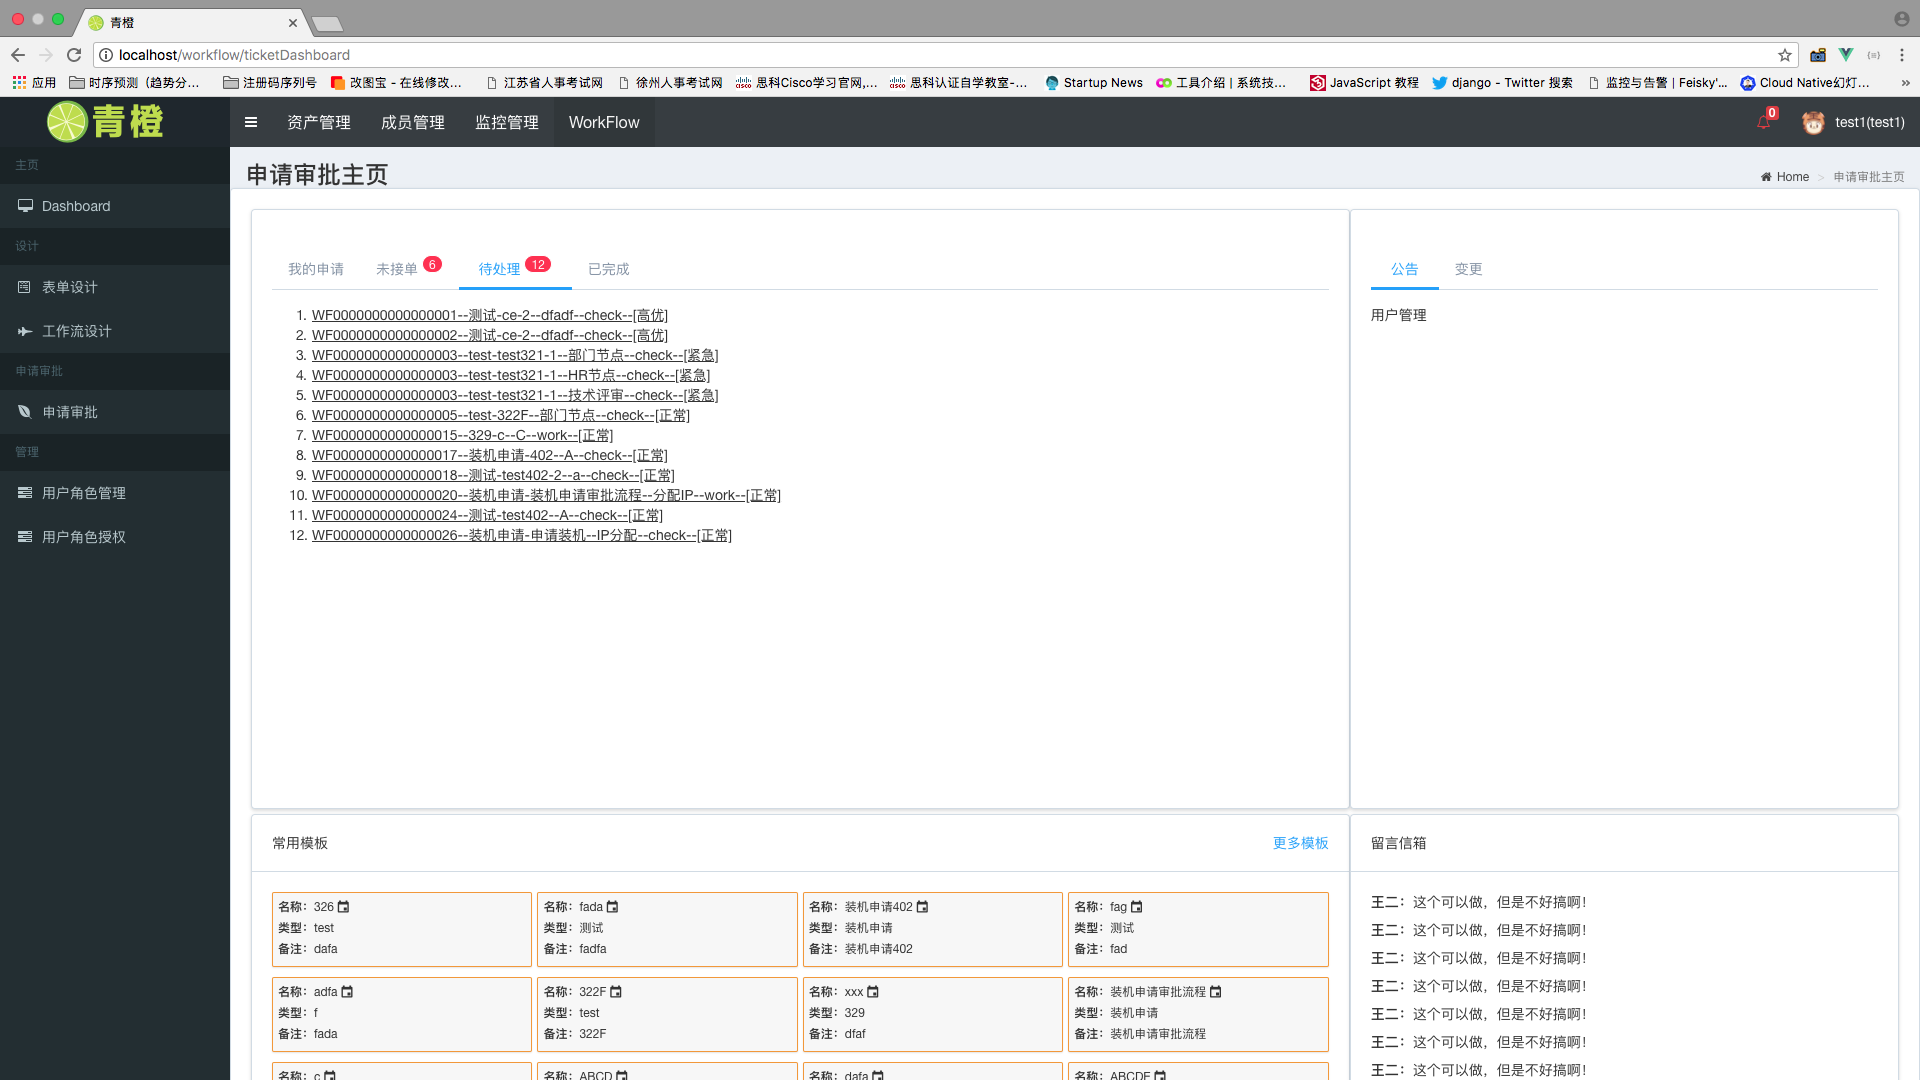 青橙
localhost/workflow/ticketDashboard
应用 时序预测（趋势分... 注册码序列号 改图宝 - 在线修改... 江苏省人事考试网 徐州人事考试网 思科Cisco学习官网,... 思科认证自学教室-... Startup News 工具介绍 | 系统技... JavaScript 教程 django - Twitter 搜索 监控与告警 | Feisky'... Cloud Native幻灯... »
青橙 资产管理 成员管理 监控管理 WorkFlow 0 test1(test1)
主页
Dashboard
设计
表单设计
工作流设计
申请审批
申请审批
管理
用户角色管理
用户角色授权
申请审批主页
Home > 申请审批主页
我的申请 未接单 6 待处理 12 已完成
1. WF0000000000000001--测试-ce-2--dfadf--check--[高优]
2. WF0000000000000002--测试-ce-2--dfadf--check--[高优]
3. WF0000000000000003--test-test321-1--部门节点--check--[紧急]
4. WF0000000000000003--test-test321-1--HR节点--check--[紧急]
5. WF0000000000000003--test-test321-1--技术评审--check--[紧急]
6. WF0000000000000005--test-322F--部门节点--check--[正常]
7. WF0000000000000015--329-c--C--work--[正常]
8. WF0000000000000017--装机申请-402--A--check--[正常]
9. WF0000000000000018--测试-test402-2--a--check--[正常]
10. WF0000000000000020--装机申请-装机申请审批流程--分配IP--work--[正常]
11. WF0000000000000024--测试-test402--A--check--[正常]
12. WF0000000000000026--装机申请-申请装机--IP分配--check--[正常]
公告 变更
用户管理
常用模板 更多模板
名称：326
类型：test
备注：dafa
名称：fada
类型：测试
备注：fadfa
名称：装机申请402
类型：装机申请
备注：装机申请402
名称：fag
类型：测试
备注：fad
名称：adfa
类型：f
备注：fada
名称：322F
类型：test
备注：322F
名称：xxx
类型：329
备注：dfaf
名称：装机申请审批流程
类型：装机申请
备注：装机申请审批流程
名称：c
名称：ABCD
名称：dafa
名称：ABCDF
留言信箱
王二：这个可以做，但是不好搞啊！
王二：这个可以做，但是不好搞啊！
王二：这个可以做，但是不好搞啊！
王二：这个可以做，但是不好搞啊！
王二：这个可以做，但是不好搞啊！
王二：这个可以做，但是不好搞啊！
王二：这个可以做，但是不好搞啊！